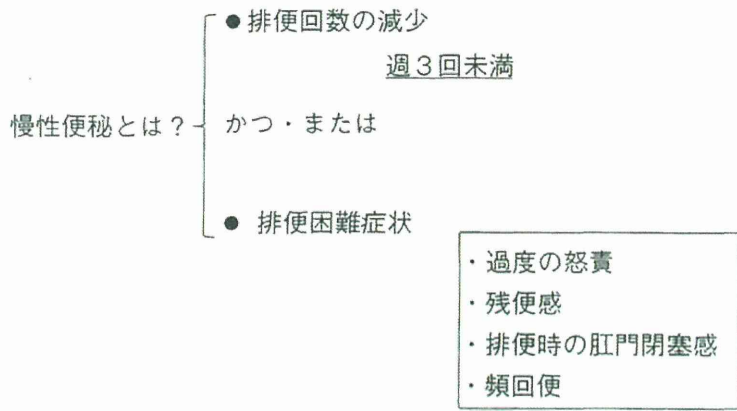 ●排便回数の減少
週3回未満
慢性便秘とは?
かつ・または
● 排便困難症状
・過度の怒責
・残便感
・排便時の肛門閉塞感
・頻回便